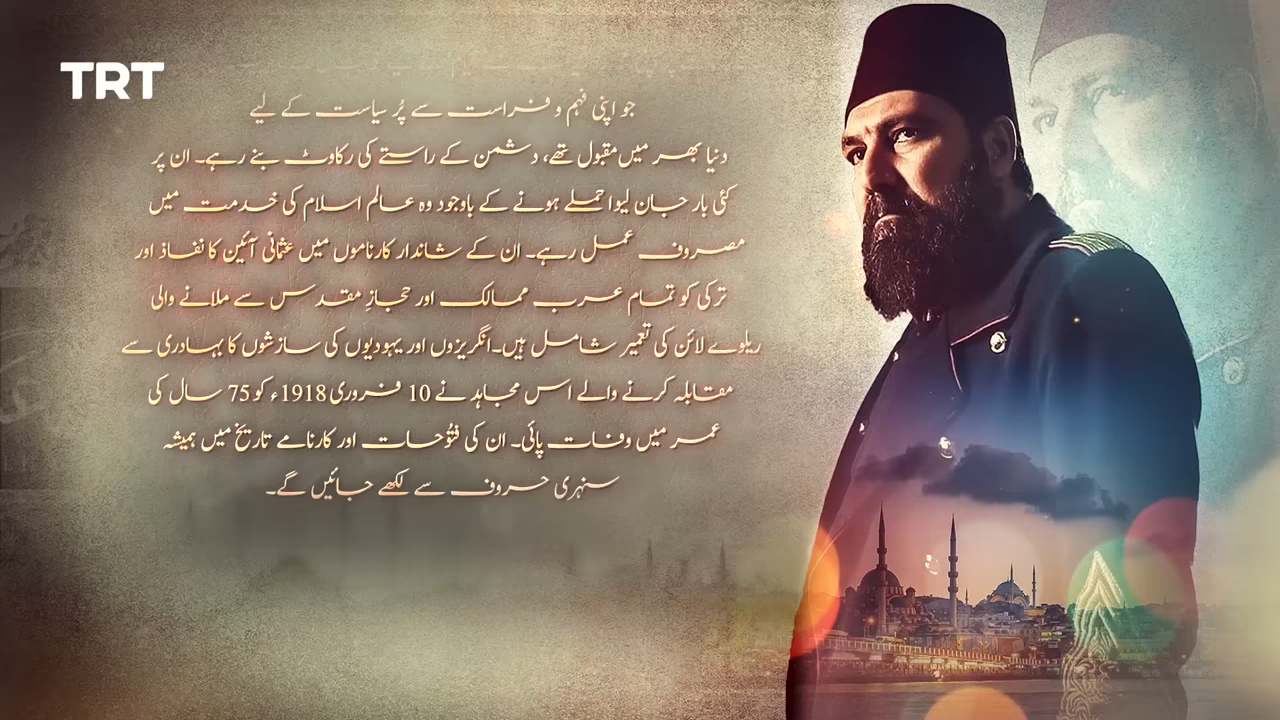 TRT
جو اپنی فہم و فراست سے پُر سیاست کے لیے
دنیا بھر میں مقبول تھے، دشمن کے راستے کی رکاوٹ بنے رہے۔ ان پر
کئی بار جان لیوا حملے ہونے کے باوجود وہ عالم اسلام کی خدمت میں
مصروف عمل رہے۔ ان کے شاندار کارناموں میں عثمانی آئین کا نفاذ اور
ترکی کو تمام عرب ممالک اور حجازِ مقدس سے ملانے والی
ریلوے لائن کی تعمیر شامل ہیں۔انگریزوں اور یہودیوں کی سازشوں کا بہادری سے
مقابلہ کرنے والے اس مجاہد نے 10 فروری 1918ء کو 75 سال کی
عمر میں وفات پائی۔ ان کی فتُوحات اور کارنامے تاریخ میں ہمیشہ
سنہری حروف سے لکھے جائیں گے۔